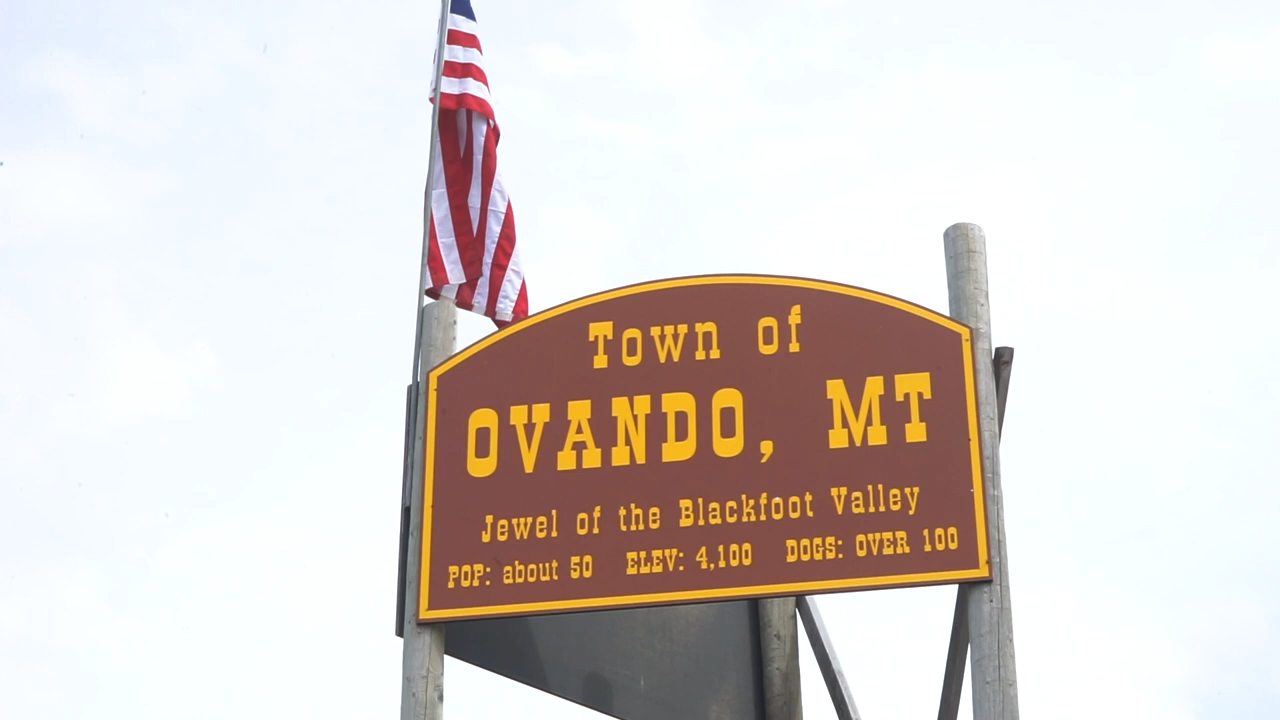 Town of
OVANDO, MT
Jewel of the Blackfoot Valley
POP: about 50 ELEV: 4,100 DOGS: OVER 100